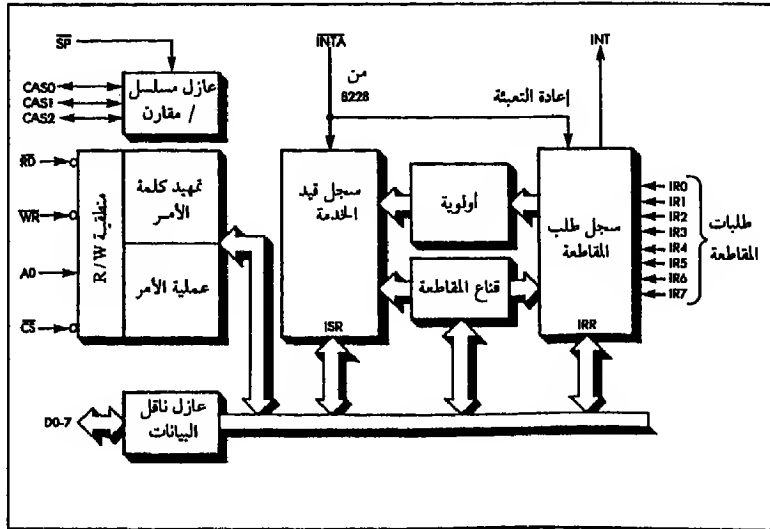 SP
INTA
INT
من
8228
إعادة التعبئة
CAS0
CAS1
CAS2
عازل مسلسل
/ مقارن
RD
WR
A0
CS
منطقية R/W
تمهيد كلمة
الأمر
عملية الأمر
سجل قيد
الخدمة
ISR
أولوية
قناع المقاطعة
سجل طلب
المقاطعة
IRR
IR0
IR1
IR2
IR3
IR4
IR5
IR6
IR7
طلبات
المقاطعة
D0-7
عازل ناقل
البيانات